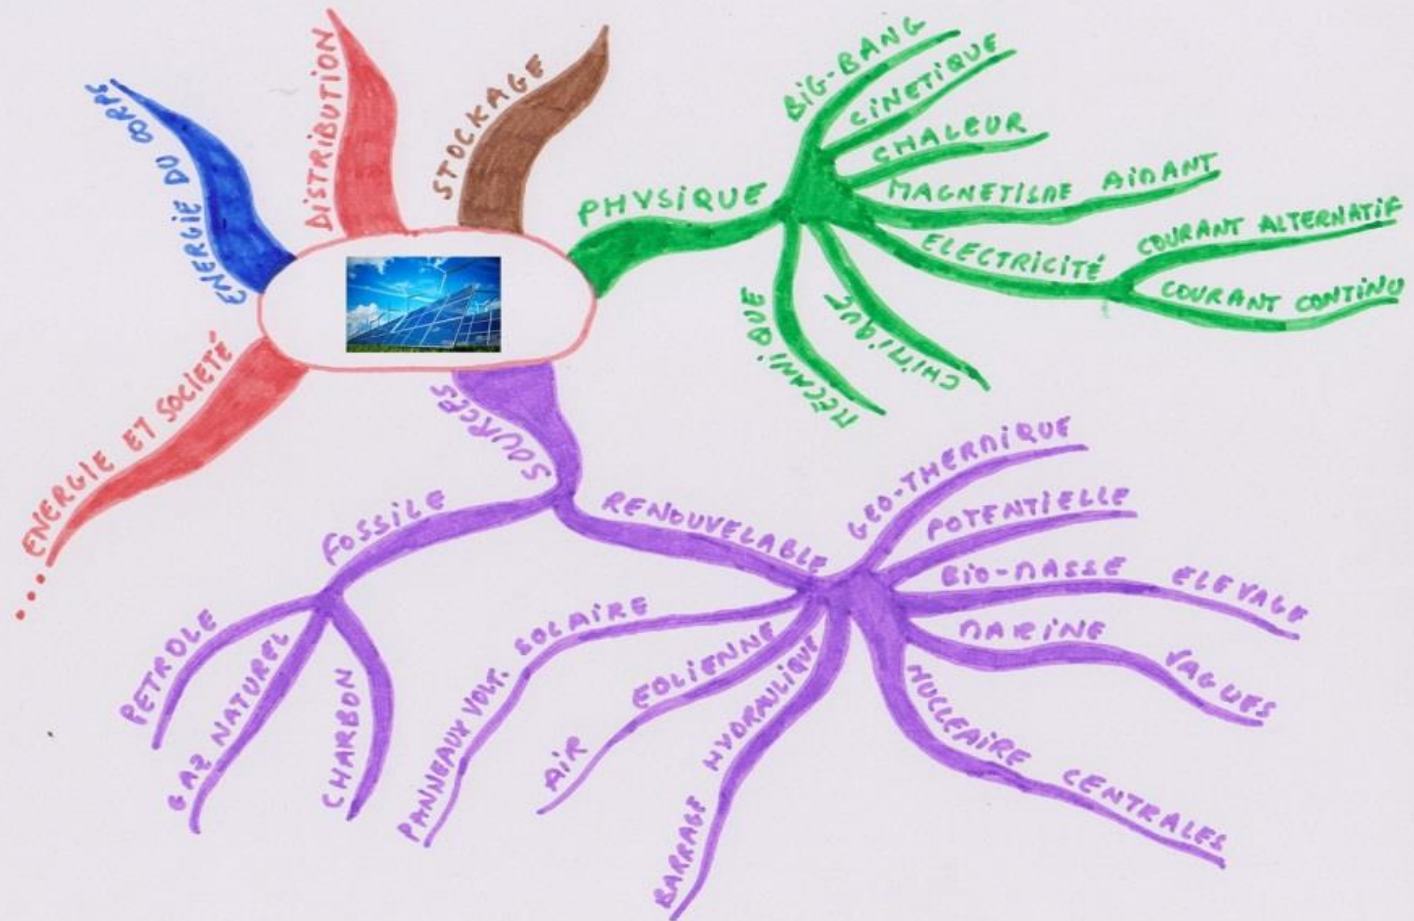 ENERGIE DU CORPS
DISTRIBUTION
STOCKAGE
PHYSIQUE
BIG-BANG
CINETIQUE
CHALEUR
MAGNETISME
AIMANT
ELECTRICITÉ
COURANT ALTERNATIF
COURANT CONTINU
CHIMIQUE
MECANIQUE
ENERGIE ET SOCIETÉ
...
SOURCES
FOSSILE
PETROLE
GAZ NATUREL
CHARBON
RENOUVELABLE
GEO-THERMIQUE
POTENTIELLE
BIO-MASSE
ELEVAGE
MARINE
VAGUES
NUCLEAIRE
CENTRALES
HYDRAULIQUE
BARRAGE
EOLIENNE
AIR
SOLAIRE
PANNEAUX VOLT.